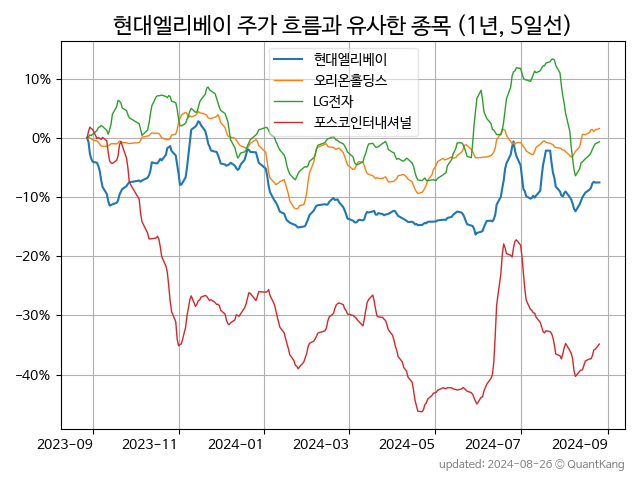 현대엘리베이 주가 흐름과 유사한 종목 (1년, 5일선)
현대엘리베이
오리온홀딩스
LG전자
포스코인터내셔널
10%
0%
−10%
−20%
−30%
−40%
2023-09 2023-11 2024-01 2024-03 2024-05 2024-07 2024-09
updated: 2024-08-26 © QuantKang